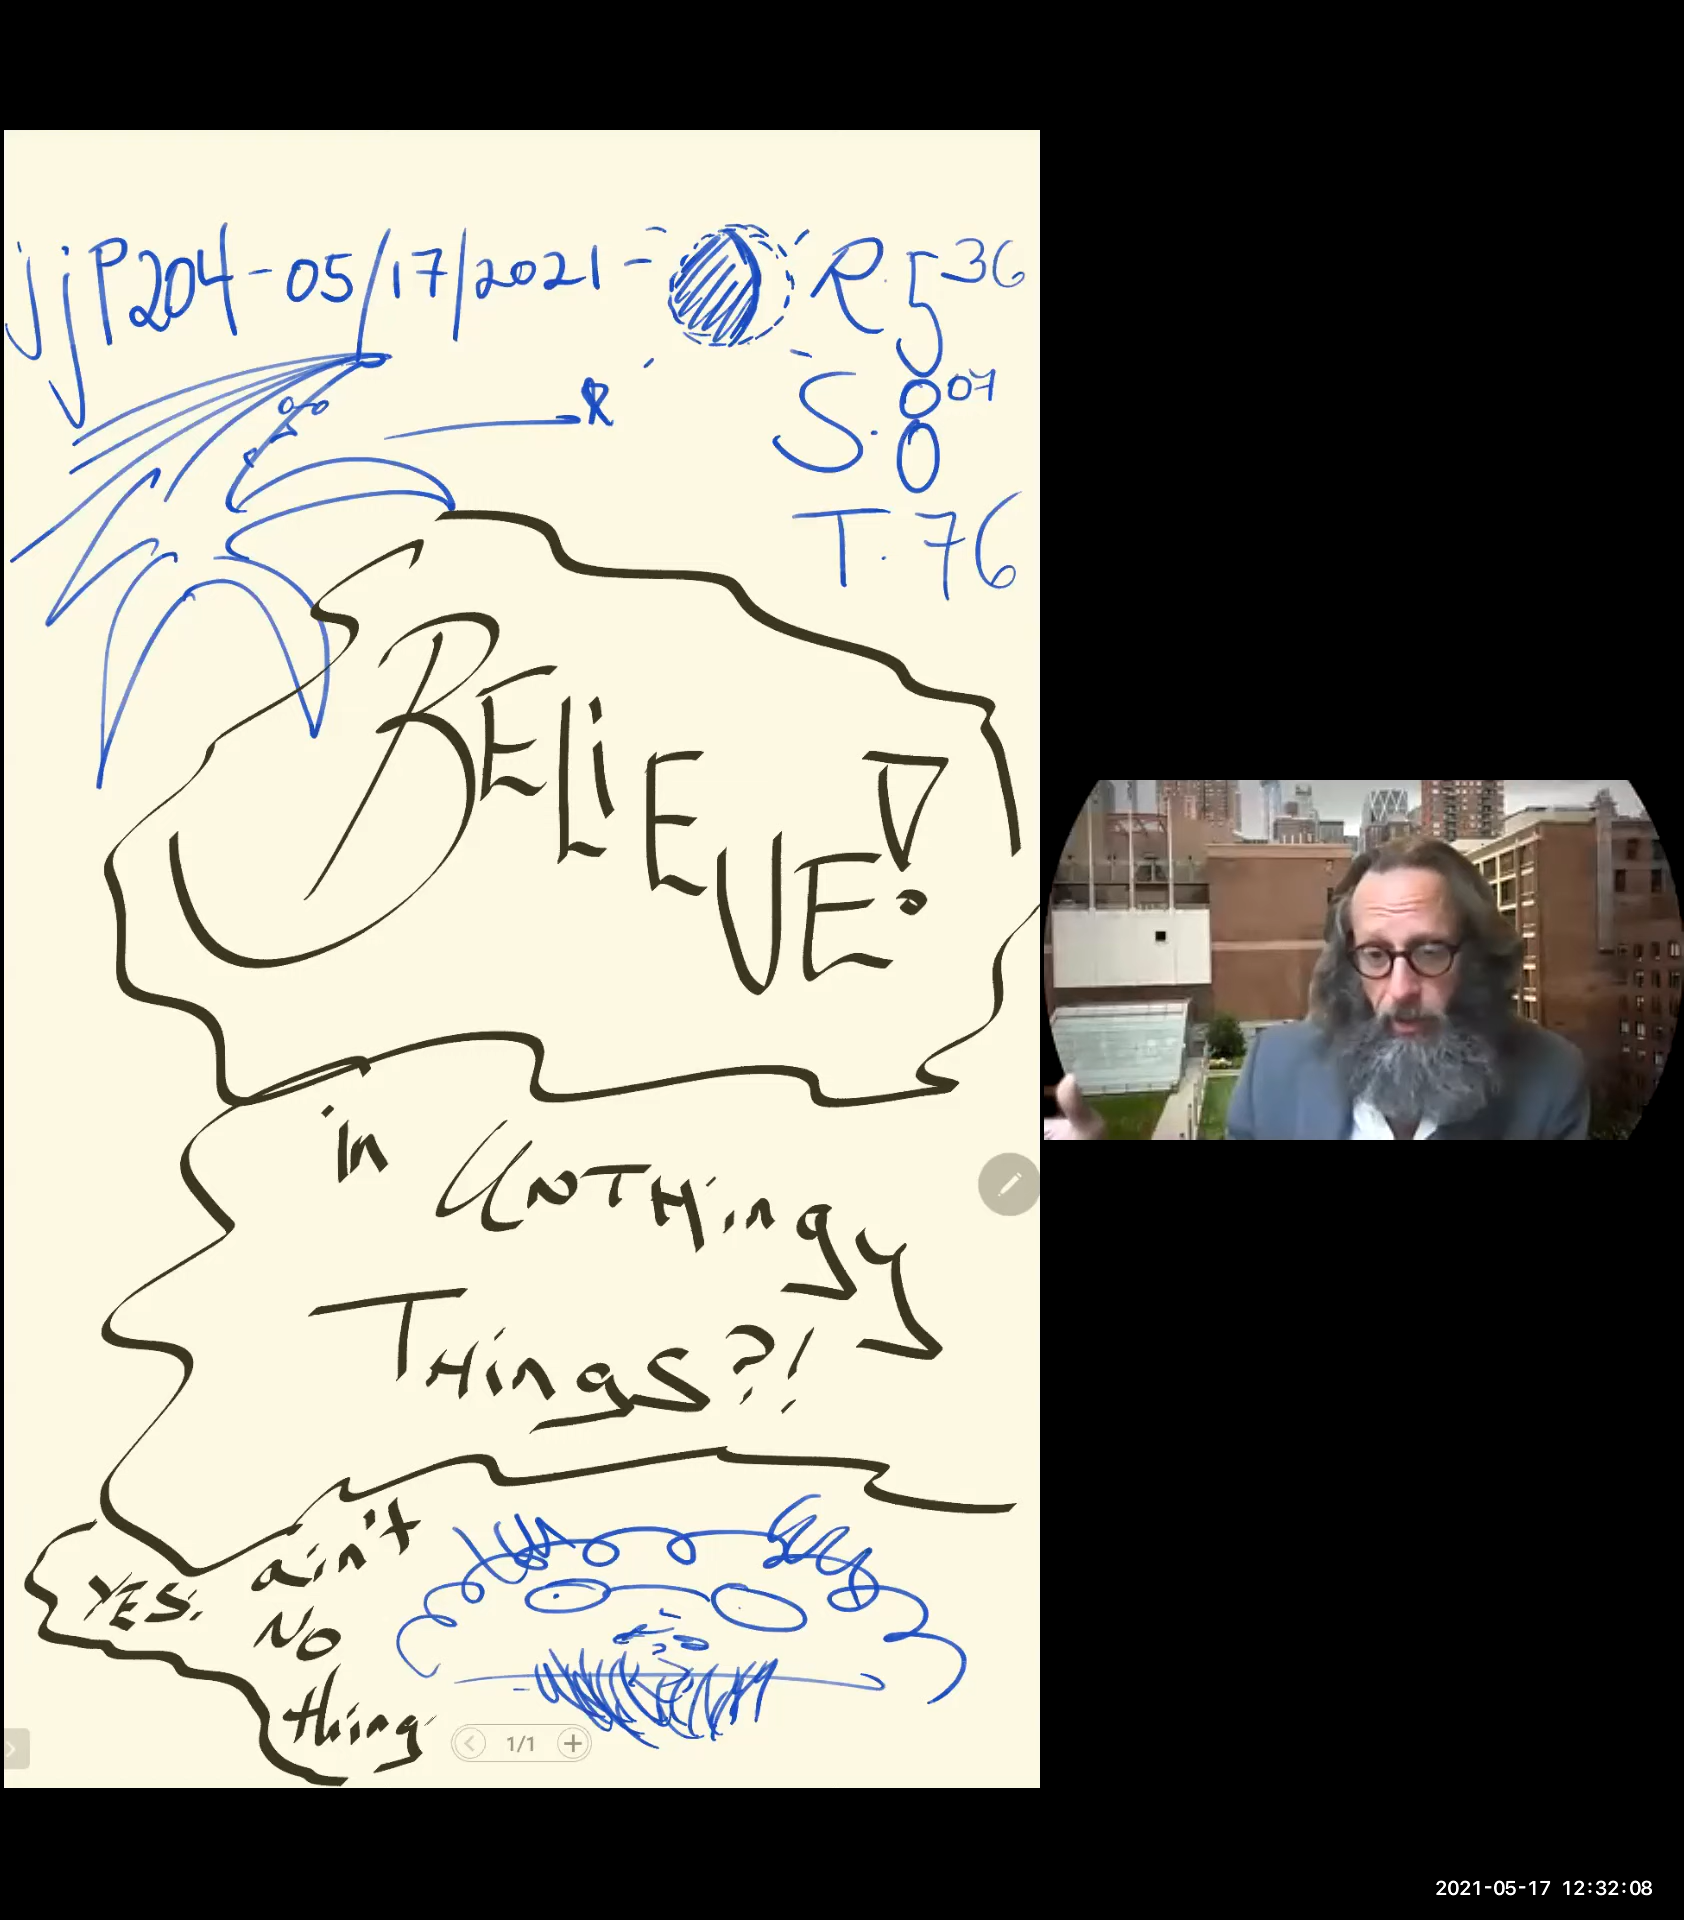 jjP204-05/17/2021-
R. 5 36
S. 8 07
T. 76
BELiEVE!
in UNTHingy
THings?!
YES. ain't
NO
thing
1/1
2021-05-17 12:32:08